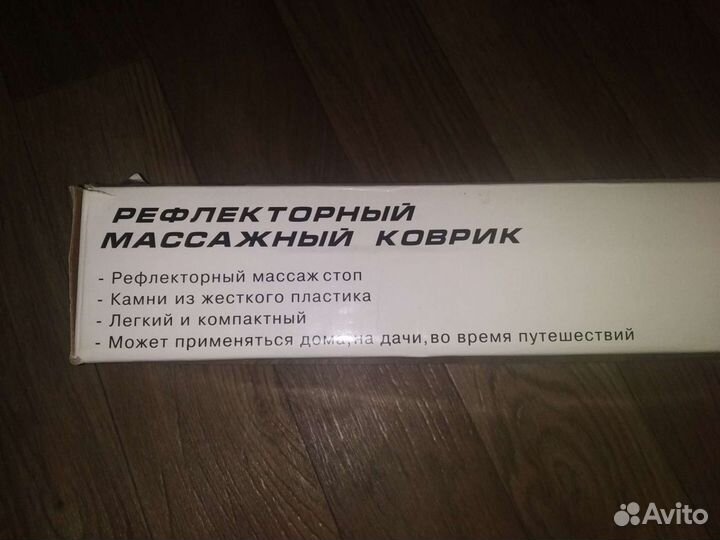 РЕФЛЕКТОРНЫЙ
МАССАЖНЫЙ КОВРИК
- Рефлекторный массаж стоп
- Камни из жесткого пластика
- Легкий и компактный
- Может применяться дома,на дачи,во время путешествий
Avito